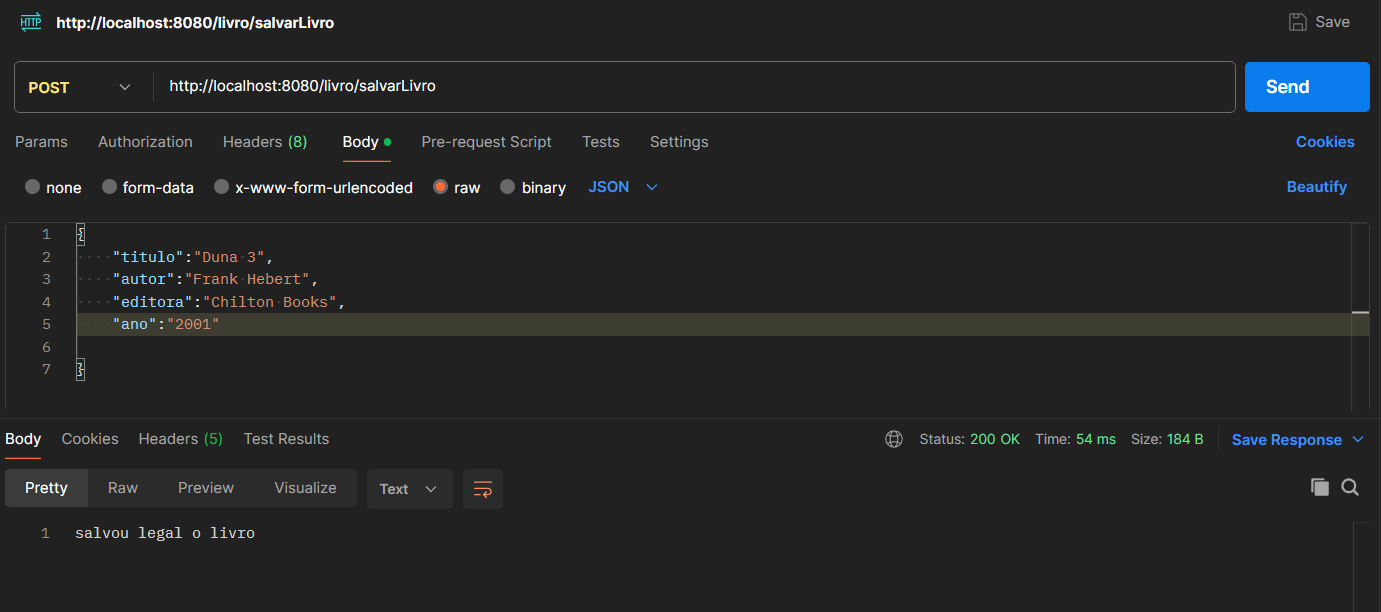 HTTP http://localhost:8080/livro/salvarLivro Save
POST http://localhost:8080/livro/salvarLivro Send
Params Authorization Headers (8) Body Pre-request Script Tests Settings Cookies
none form-data x-www-form-urlencoded raw binary JSON Beautify
1 {
2 "titulo":"Duna 3",
3 "autor":"Frank Hebert",
4 "editora":"Chilton Books",
5 "ano":"2001"
6
7 }
Body Cookies Headers (5) Test Results Status: 200 OK Time: 54 ms Size: 184 B Save Response
Pretty Raw Preview Visualize Text
1 salvou legal o livro